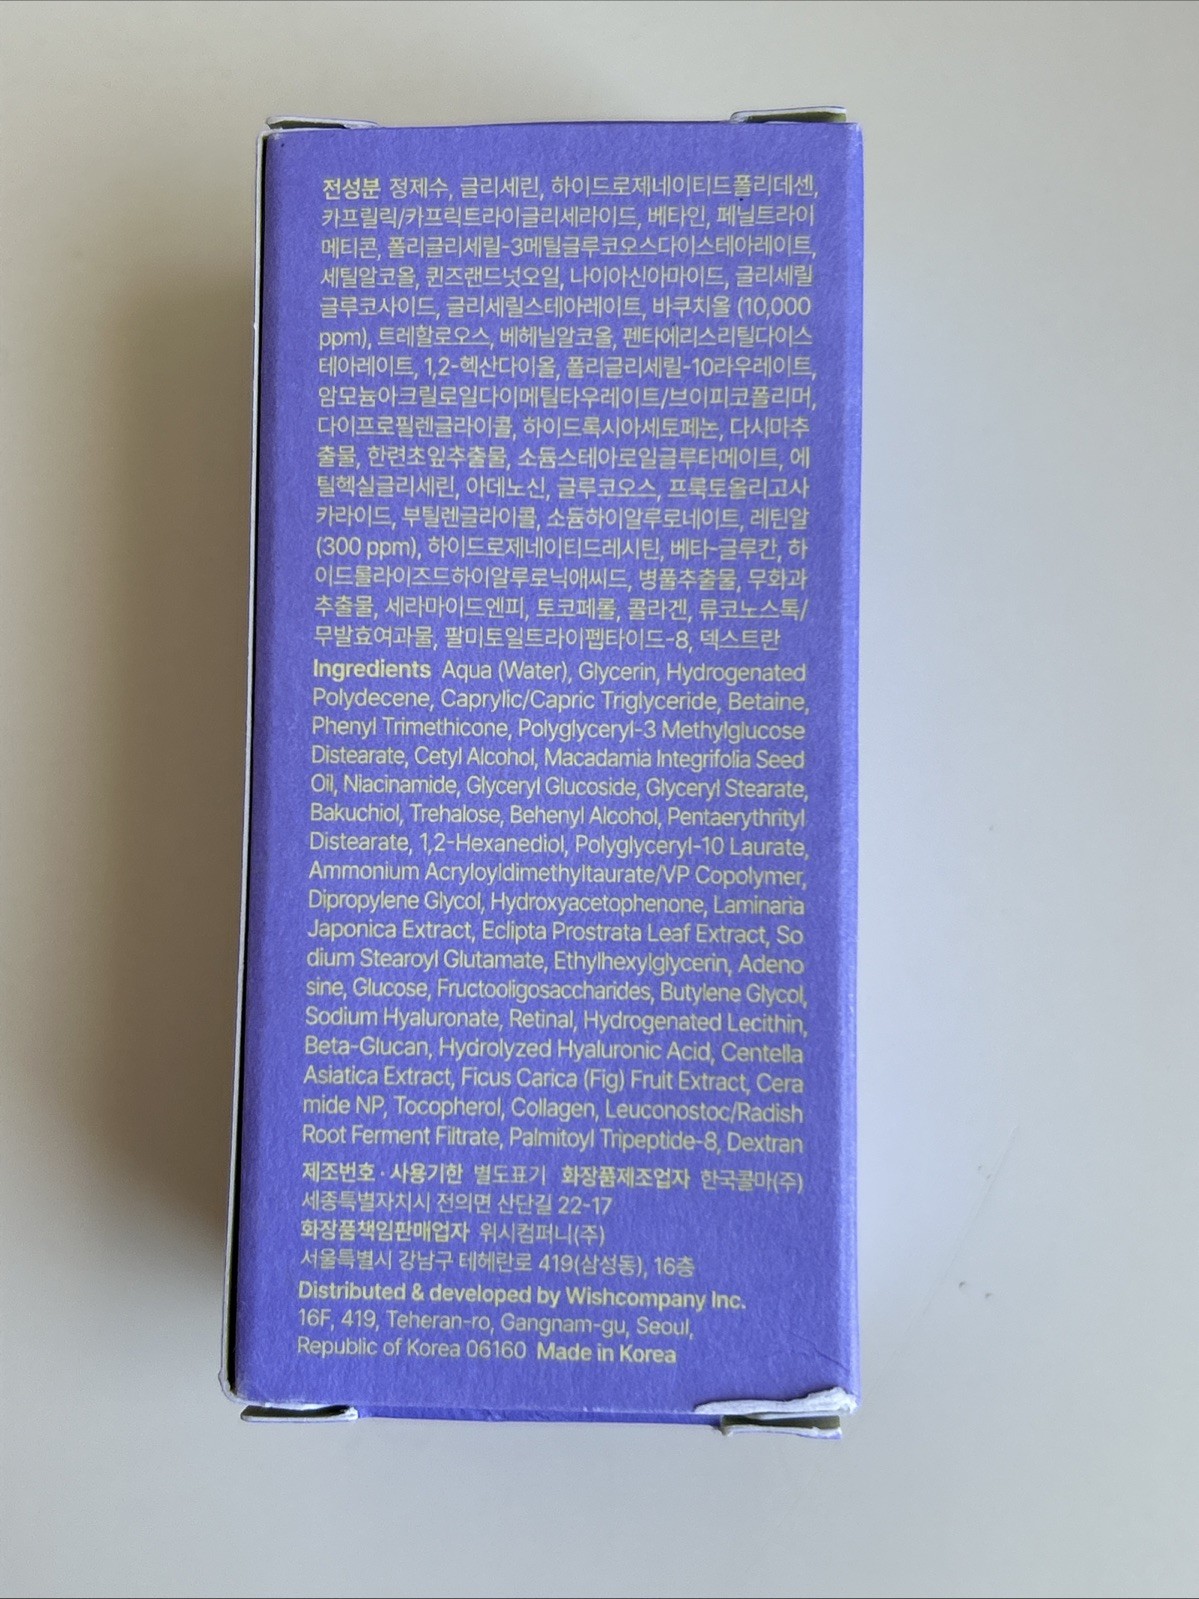 전성분 정제수, 글리세린, 하이드로제네이티드폴리데센,
카프릴릭/카프릭트라이글리세라이드, 베타인, 페닐트라이
메티콘, 폴리글리세릴-3메틸글루코오스다이스테아레이트,
세틸알코올, 퀸즈랜드넛오일, 나이아신아마이드, 글리세릴
글루코사이드, 글리세릴스테아레이트, 바쿠치올 (10,000
ppm), 트레할로오스, 베헤닐알코올, 펜타에리스리틸다이스
테아레이트, 1,2-헥산다이올, 폴리글리세릴-10라우레이트,
암모늄아크릴로일다이메틸타우레이트/브이피코폴리머,
다이프로필렌글라이콜, 하이드록시아세토페논, 다시마추
출물, 한련초잎추출물, 소듐스테아로일글루타메이트, 에
틸헥실글리세린, 아데노신, 글루코오스, 프룩토올리고사
카라이드, 부틸렌글라이콜, 소듐하이알루로네이트, 레틴알
(300 ppm), 하이드로제네이티드레시틴, 베타-글루칸, 하
이드롤라이즈드하이알루로닉애씨드, 병풀추출물, 무화과
추출물, 세라마이드엔피, 토코페롤, 콜라겐, 류코노스톡/
무발효여과물, 팔미토일트라이펩타이드-8, 덱스트란
Ingredients Aqua (Water), Glycerin, Hydrogenated
Polydecene, Caprylic/Capric Triglyceride, Betaine,
Phenyl Trimethicone, Polyglyceryl-3 Methylglucose
Distearate, Cetyl Alcohol, Macadamia Integrifolia Seed
Oil, Niacinamide, Glyceryl Glucoside, Glyceryl Stearate,
Bakuchiol, Trehalose, Behenyl Alcohol, Pentaerythrityl
Distearate, 1,2-Hexanediol, Polyglyceryl-10 Laurate,
Ammonium Acryloyldimethyltaurate/VP Copolymer,
Dipropylene Glycol, Hydroxyacetophenone, Laminaria
Japonica Extract, Eclipta Prostrata Leaf Extract, So
dium Stearoyl Glutamate, Ethylhexylglycerin, Adeno
sine, Glucose, Fructooligosaccharides, Butylene Glycol,
Sodium Hyaluronate, Retinal, Hydrogenated Lecithin,
Beta-Glucan, Hydrolyzed Hyaluronic Acid, Centella
Asiatica Extract, Ficus Carica (Fig) Fruit Extract, Cera
mide NP, Tocopherol, Collagen, Leuconostoc/Radish
Root Ferment Filtrate, Palmitoyl Tripeptide-8, Dextran
제조번호·사용기한 별도표기 화장품제조업자 한국콜마(주)
세종특별자치시 전의면 산단길 22-17
화장품책임판매업자 위시컴퍼니(주)
서울특별시 강남구 테헤란로 419(삼성동), 16층
Distributed & developed by Wishcompany Inc.
16F, 419, Teheran-ro, Gangnam-gu, Seoul,
Republic of Korea 06160 Made in Korea